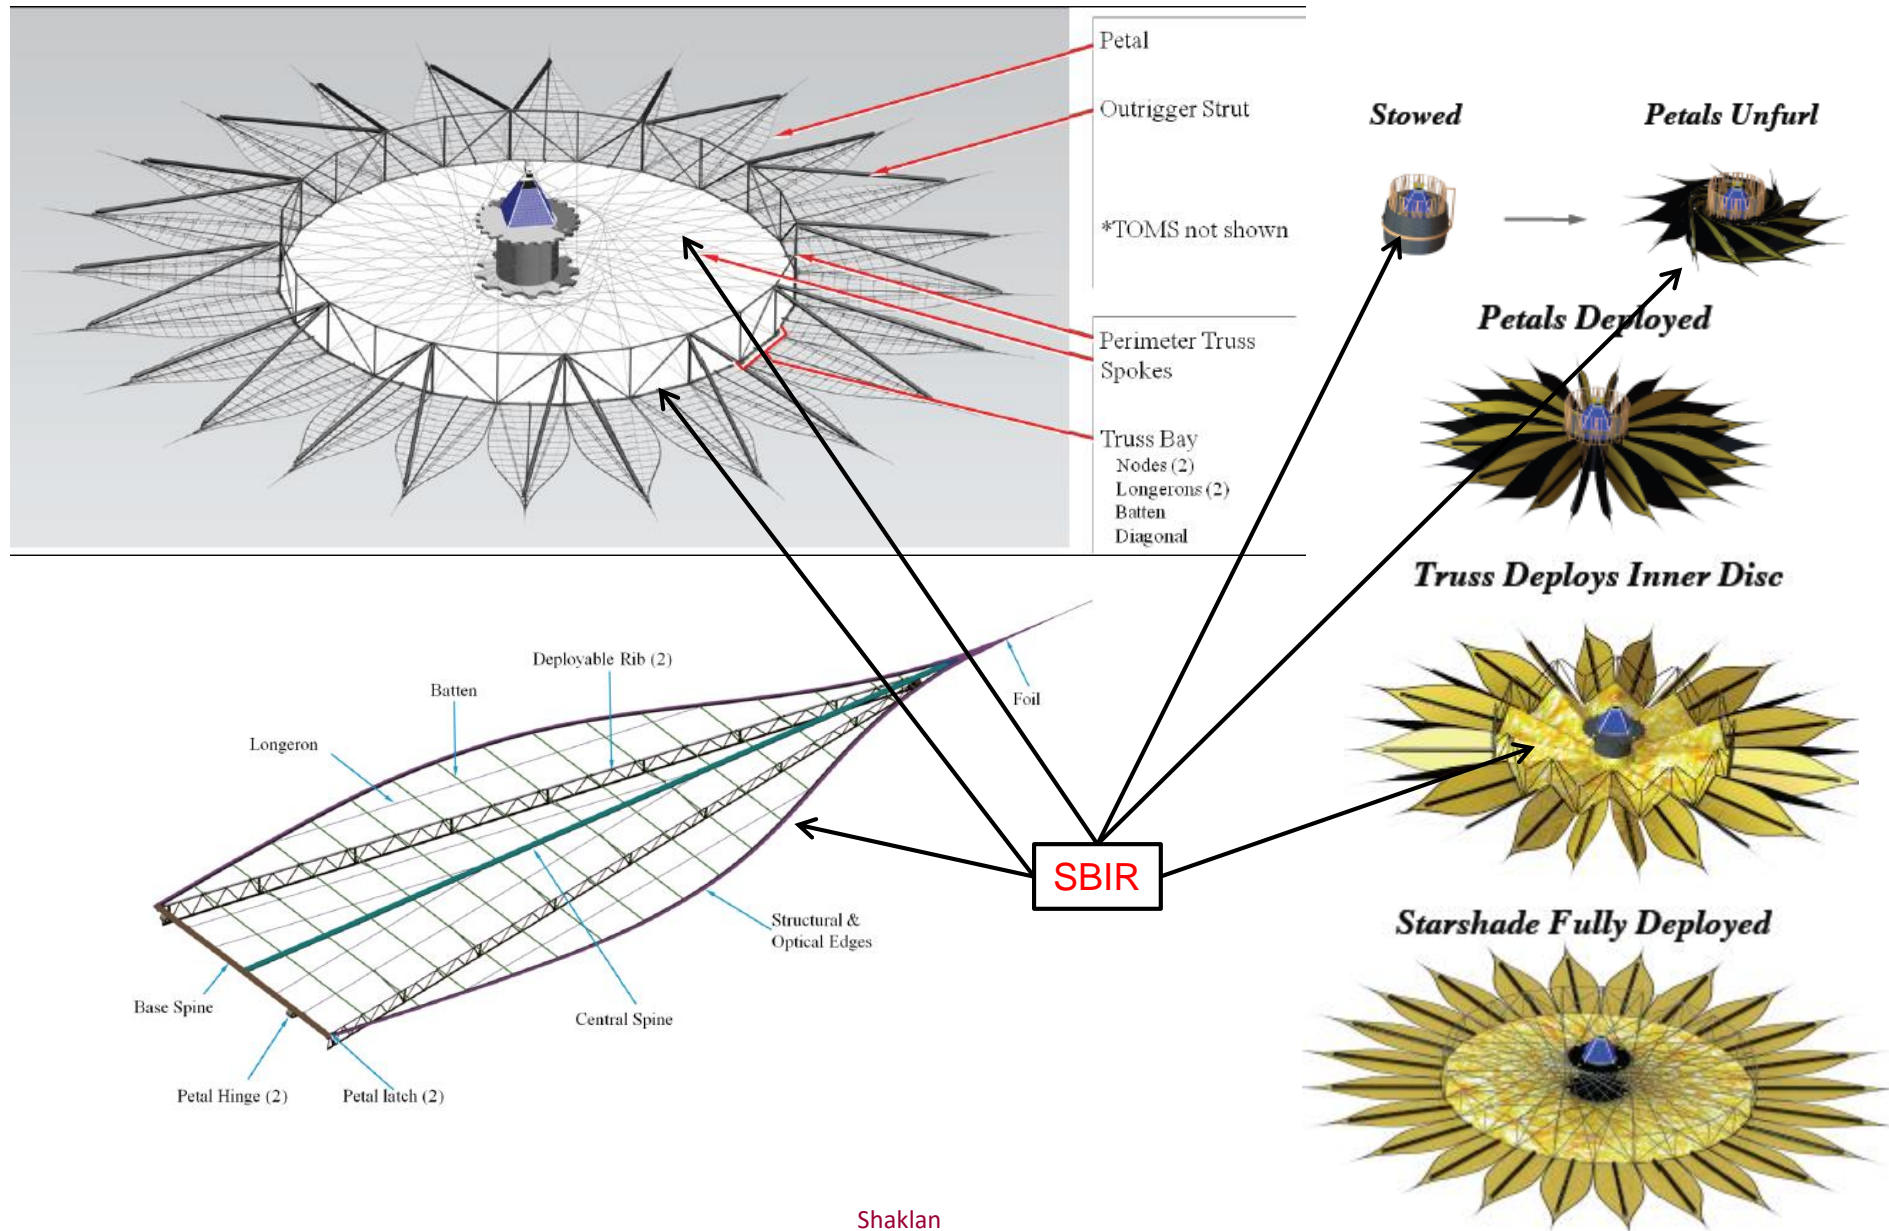 Petal
Outrigger Strut
*TOMS not shown
Perimeter Truss
Spokes
Truss Bay
Nodes (2)
Longerons (2)
Batten
Diagonal
Stowed
Petals Unfurl
Petals Deployed
Truss Deploys Inner Disc
Starshade Fully Deployed
Deployable Rib (2)
Batten
Longeron
Foil
SBIR
Structural &
Optical Edges
Base Spine
Central Spine
Petal Hinge (2)
Petal latch (2)
Shaklan